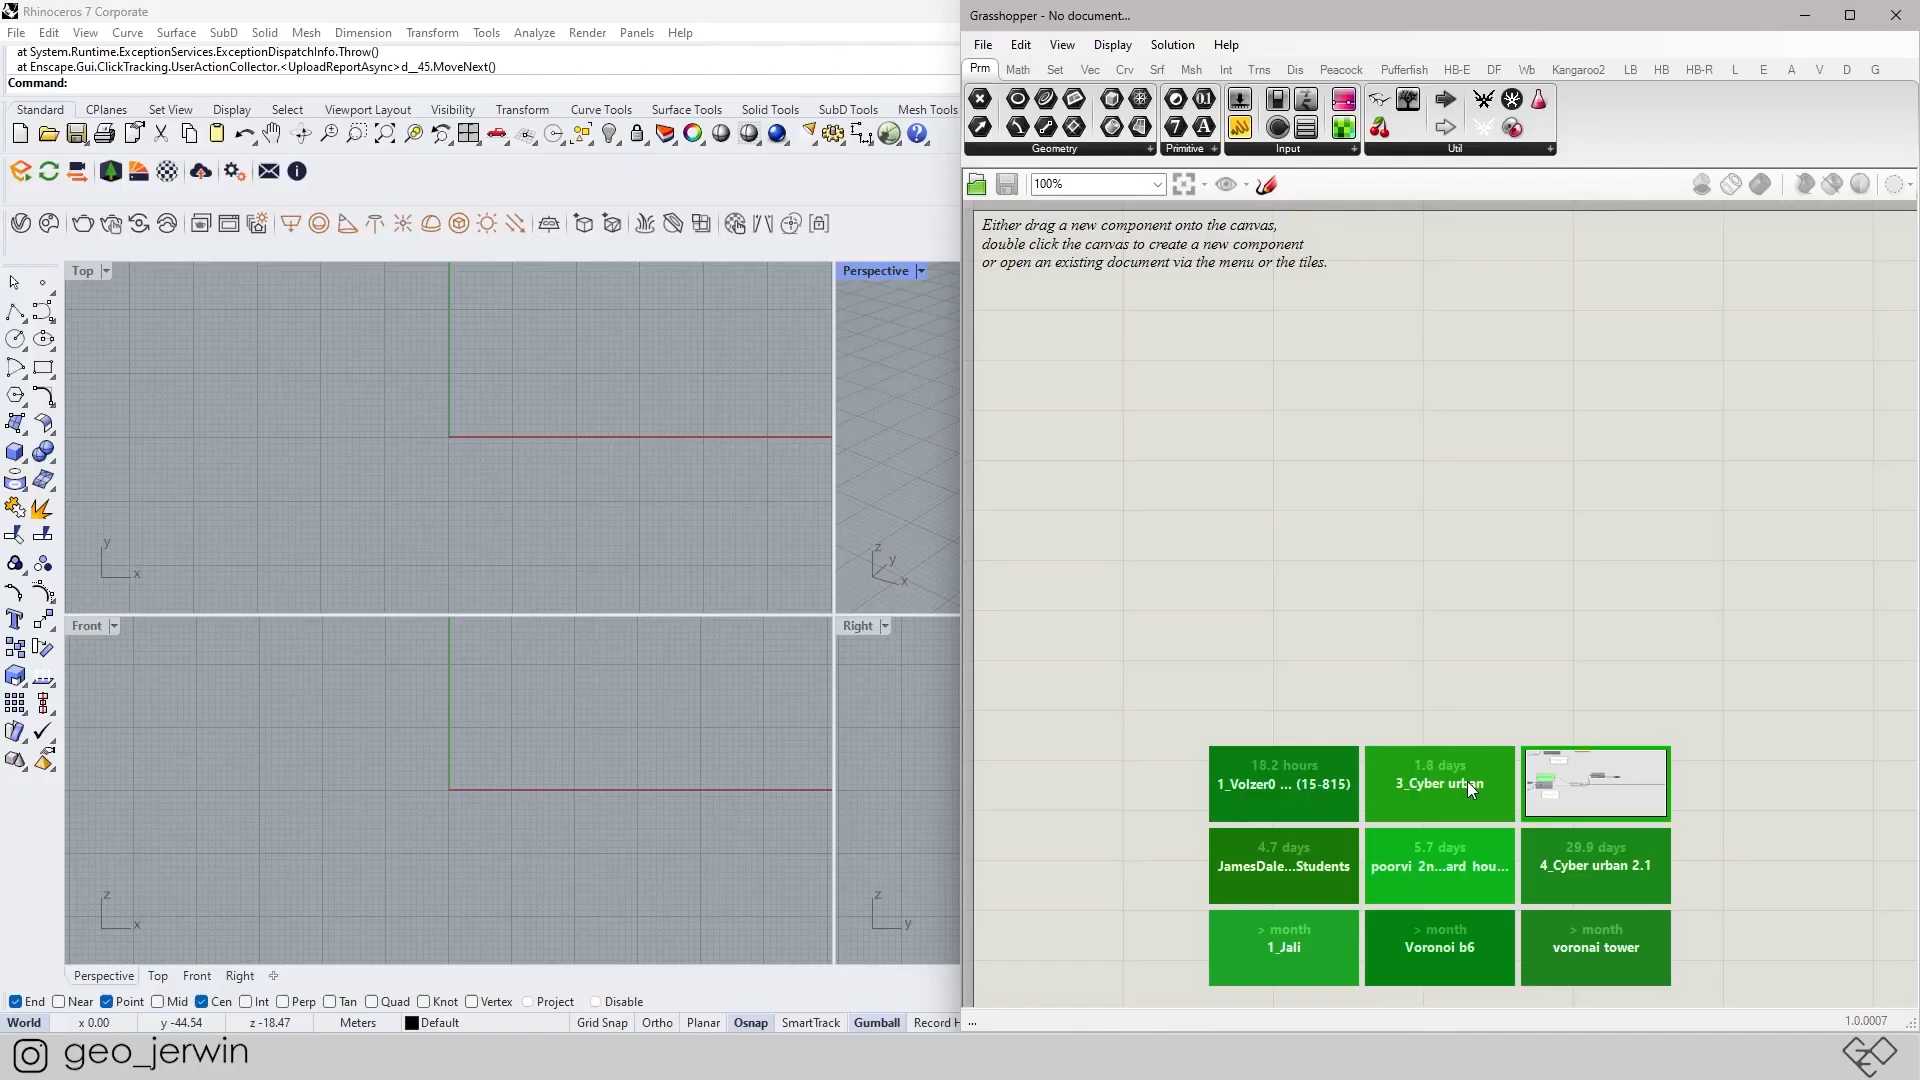 Rhinoceros 7 Corporate
File Edit View Curve Surface SubD Solid Mesh Dimension Transform Tools Analyze Render Panels Help
at System.Runtime.ExceptionServices.ExceptionDispatchInfo.Throw()
at Enscape.Gui.ClickTracking.UserActionCollector.<UploadReportAsync>d__45.MoveNext()
Command:
Standard CPlanes Set View Display Select Viewport Layout Visibility Transform Curve Tools Surface Tools Solid Tools SubD Tools Mesh Tools
Top
Perspective
y
x
z
y
x
Front
Right
z
x
z
y
Perspective Top Front Right
End Near Point Mid Cen Int Perp Tan Quad Knot Vertex Project Disable
World x 0.00 y -44.54 z -18.47 Meters Default Grid Snap Ortho Planar Osnap SmartTrack Gumball Record H
Grasshopper - No document...
File Edit View Display Solution Help
Prm Math Set Vec Crv Srf Msh Int Trns Dis Peacock Pufferfish HB-E DF Wb Kangaroo2 LB HB HB-R L E A V D G
Geometry Primitive Input Util
100%
Either drag a new component onto the canvas,
double click the canvas to create a new component
or open an existing document via the menu or the tiles.
18.2 hours
1_Volzer0 ... (15-815)
1.8 days
3_Cyber urban
4.7 days
JamesDale...Students
5.7 days
poorvi 2n...ard hou...
29.9 days
4_Cyber urban 2.1
> month
1_Jali
> month
Voronoi b6
> month
voronai tower
...
1.0.0007
geo_jerwin